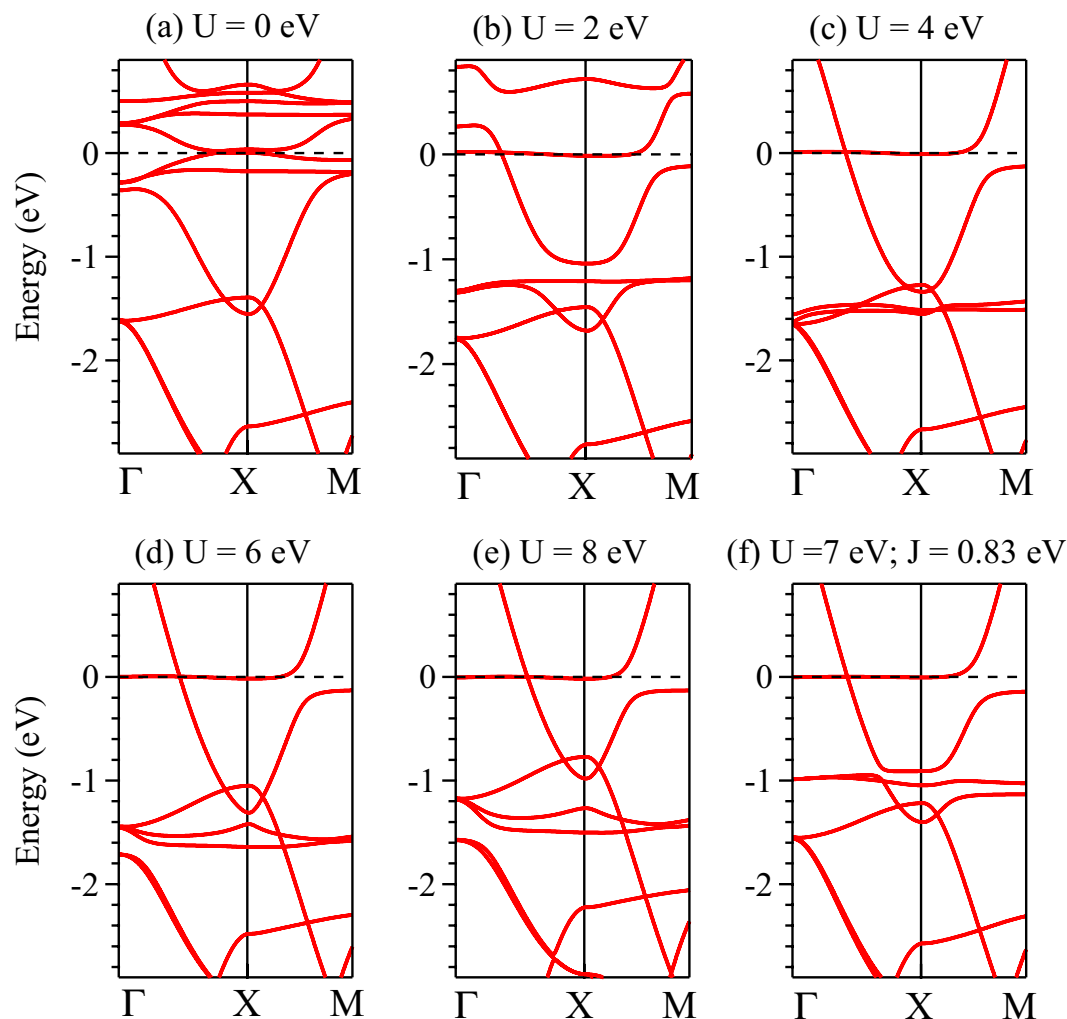 (a) U = 0 eV
(b) U = 2 eV
(c) U = 4 eV
Energy (eV)
0
-1
-2
0
-1
-2
0
-1
-2
Γ X M
Γ X M
Γ X M
(d) U = 6 eV
(e) U = 8 eV
(f) U =7 eV; J = 0.83 eV
Energy (eV)
0
-1
-2
0
-1
-2
0
-1
-2
Γ X M
Γ X M
Γ X M